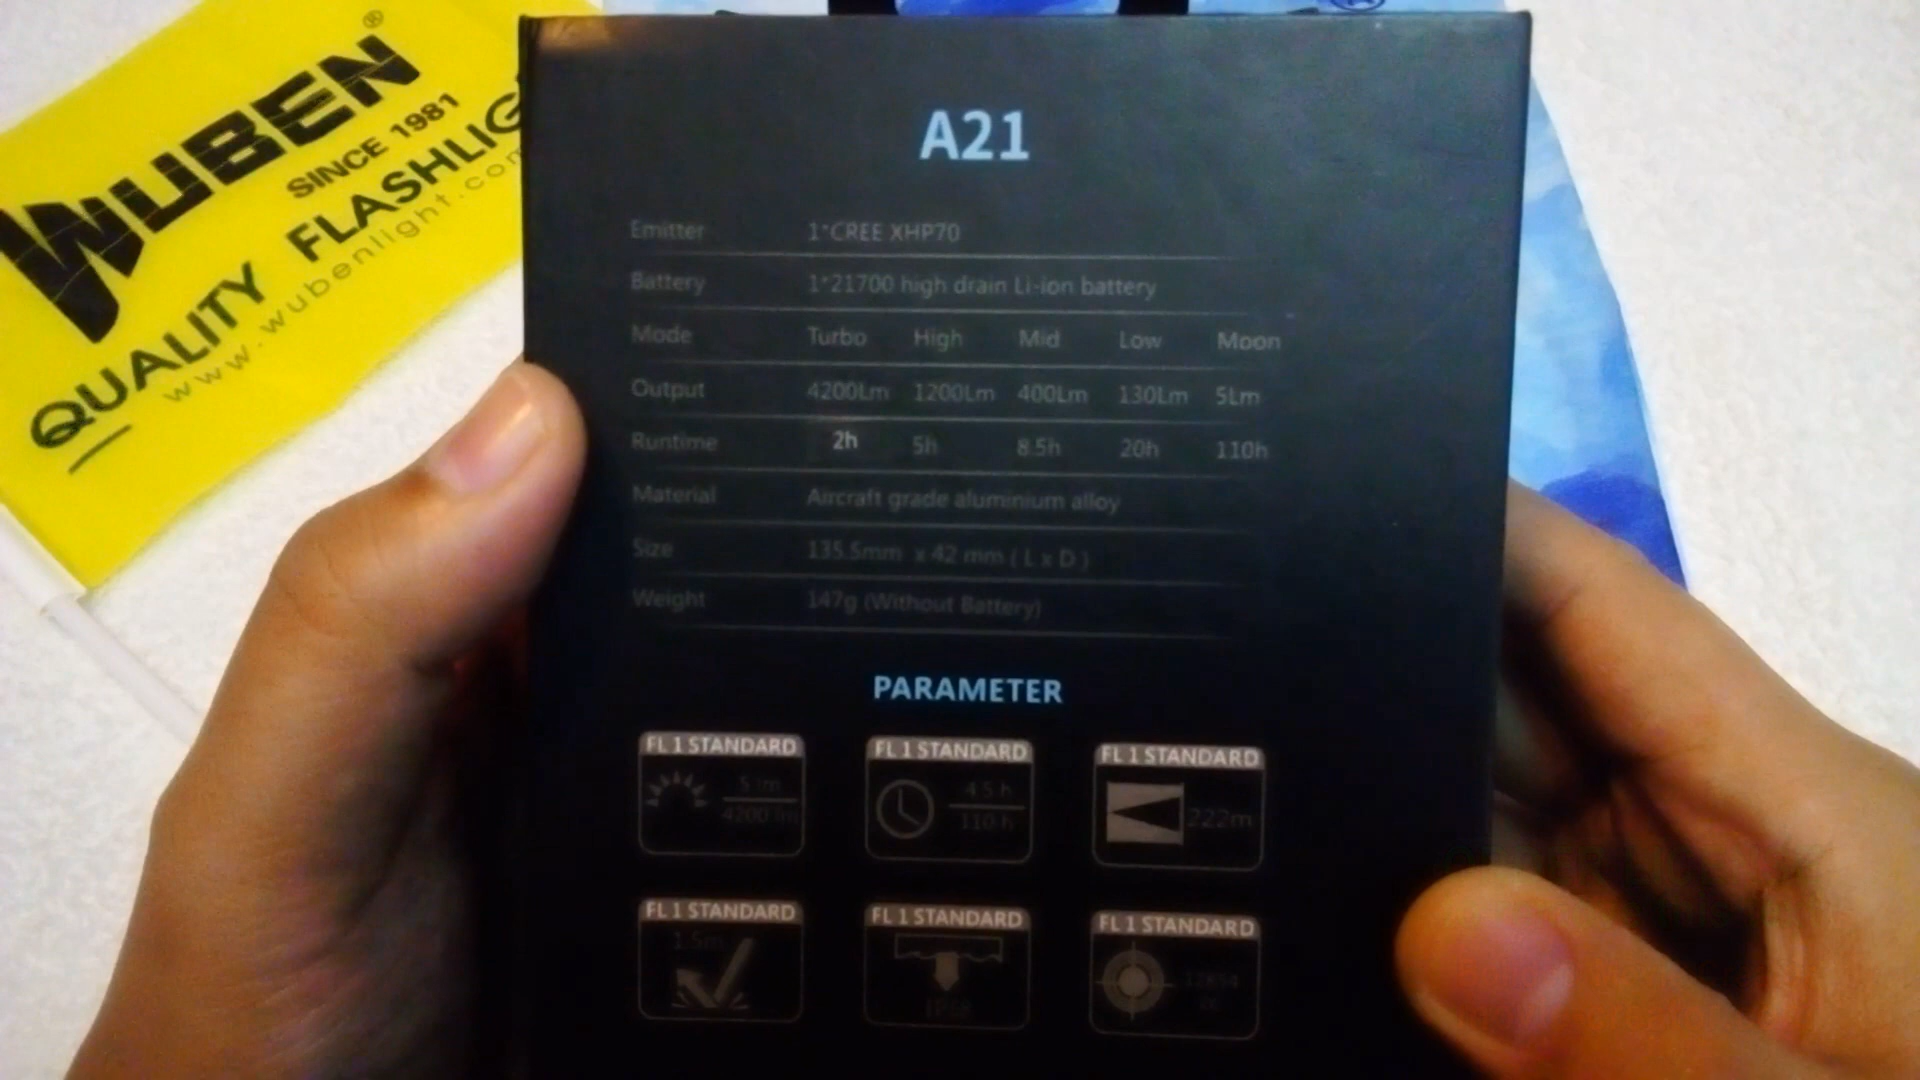 WUBEN®
SINCE 1981
QUALITY FLASHLIG
www.wubenlight.com
A21
Emitter 1*CREE XHP70
Battery 1*21700 high drain Li-ion battery
Mode Turbo High Mid Low Moon
Output 4200Lm 1200Lm 400Lm 130Lm 5Lm
Runtime 2h 5h 8.5h 20h 110h
Material Aircraft grade aluminium alloy
Size 135.5mm x 42 mm ( L x D )
Weight 147g (Without Battery)
PARAMETER
FL 1 STANDARD FL 1 STANDARD FL 1 STANDARD
5 lm 4.5 h 222m
4200 lm 110 h
FL 1 STANDARD FL 1 STANDARD FL 1 STANDARD
1.5m